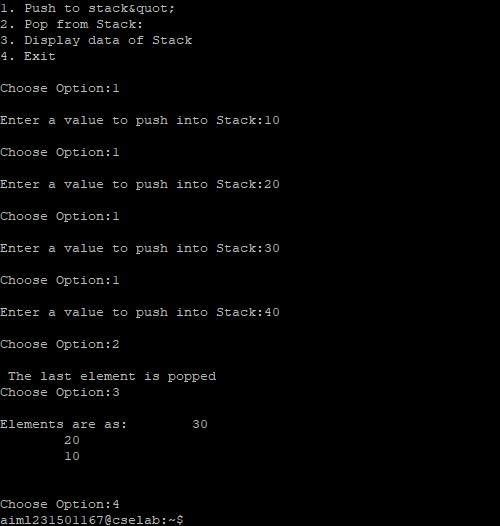 1. Push to stack&quot;
2. Pop from Stack:
3. Display data of Stack
4. Exit
Choose Option:1
Enter a value to push into Stack:10
Choose Option:1
Enter a value to push into Stack:20
Choose Option:1
Enter a value to push into Stack:30
Choose Option:1
Enter a value to push into Stack:40
Choose Option:2
The last element is popped
Choose Option:3
Elements are as:        30
20
10
Choose Option:4
aiml231501167@cselab:~$